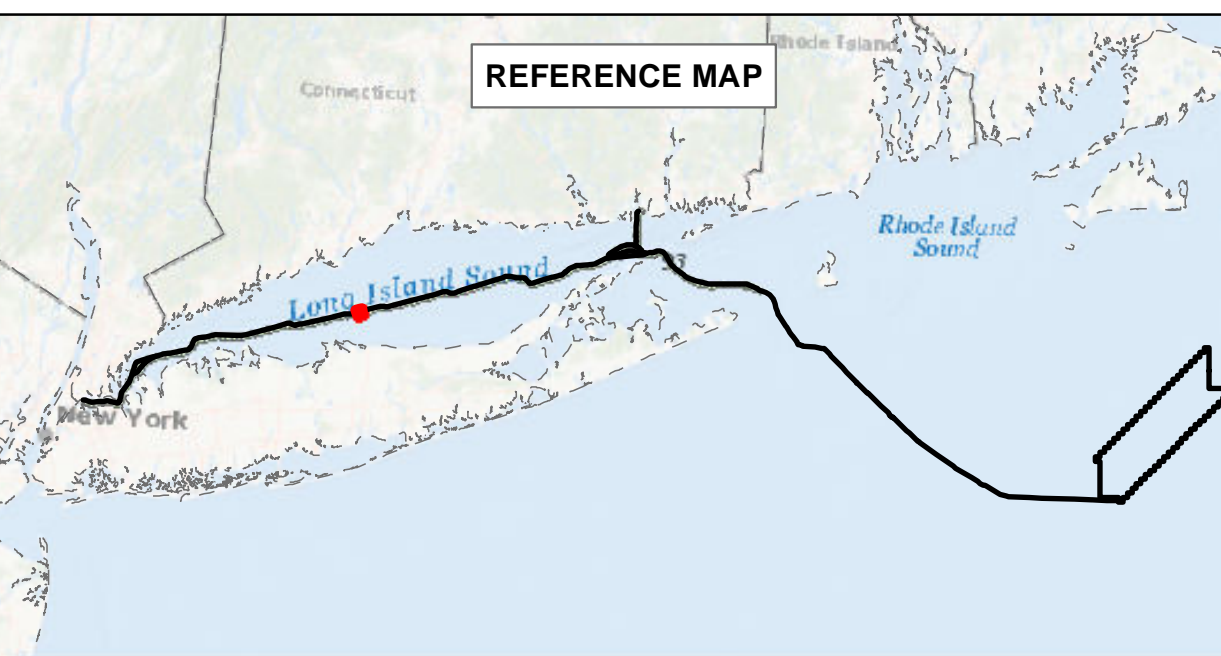 Rhode Island
REFERENCE MAP
Connecticut
Rhode Island
Sound
Long Island Sound
New York